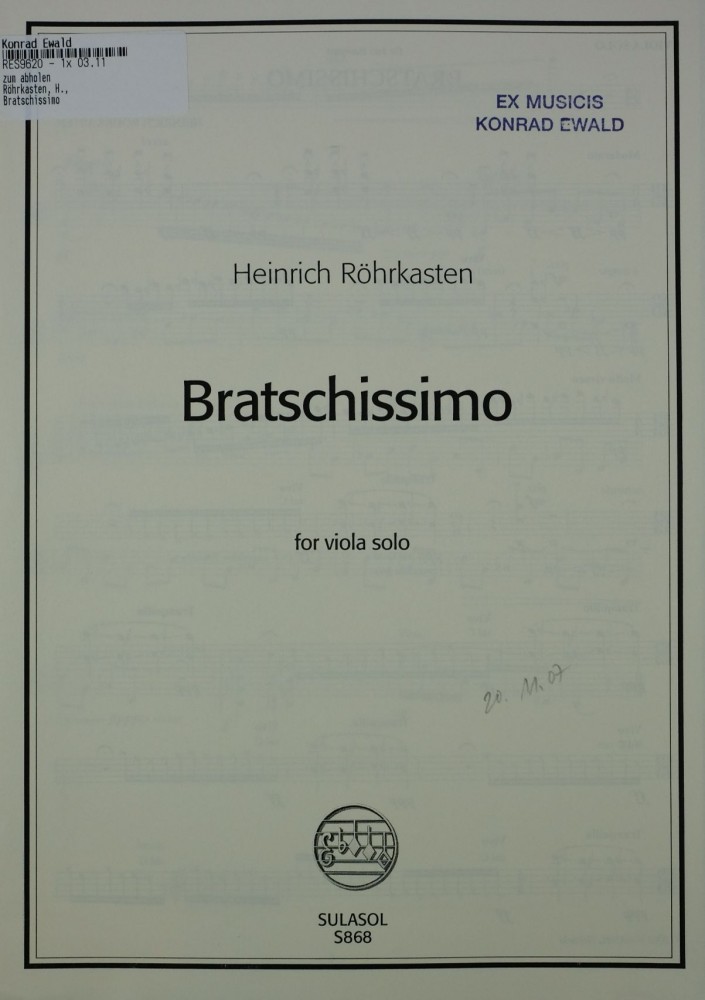 Konrad Ewald
RES9620 - 1x 03.11
zum abholen
Röhrkasten, H.,
Bratschissimo
EX MUSICIS
KONRAD EWALD
Heinrich Röhrkasten
Bratschissimo
for viola solo
20. 11. 07
SULASOL
S868